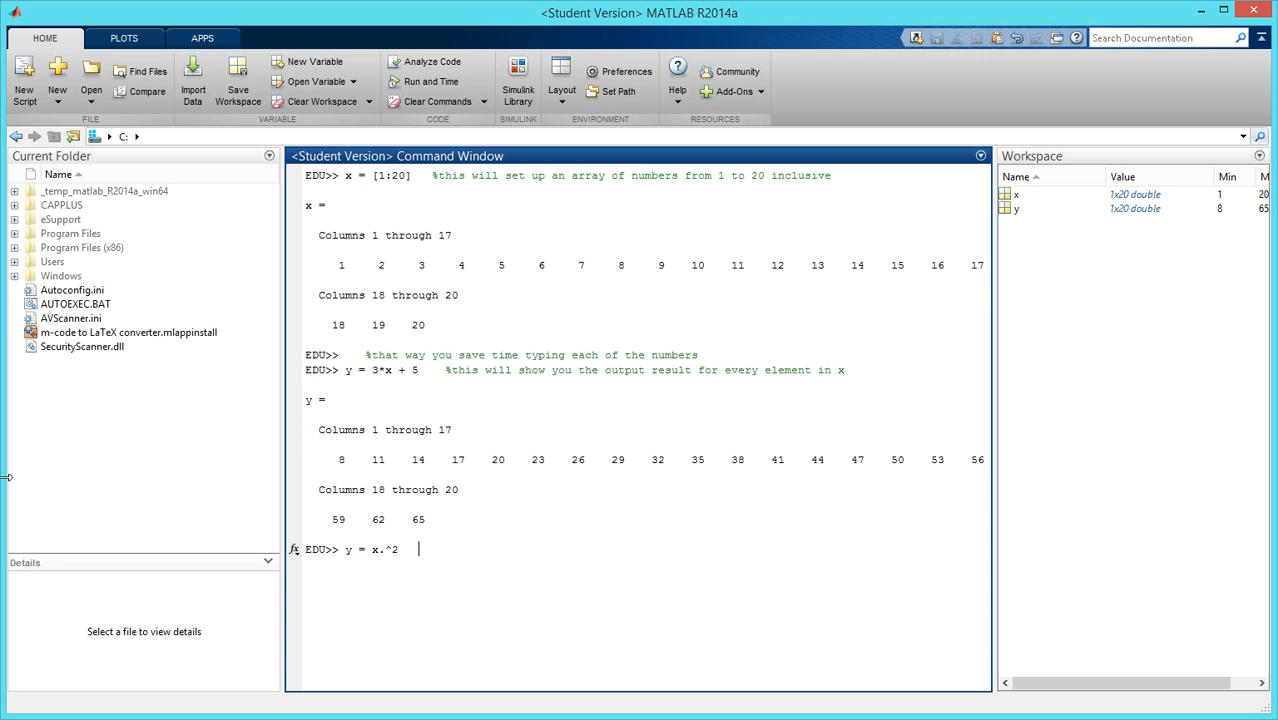 <Student Version> MATLAB R2014a
HOME PLOTS APPS
Search Documentation
New Script
New
Open
Find Files
Compare
Import Data
Save Workspace
New Variable
Open Variable
Clear Workspace
Analyze Code
Run and Time
Clear Commands
Simulink Library
Layout
Preferences
Set Path
Help
Community
Add-Ons
FILE VARIABLE CODE SIMULINK ENVIRONMENT RESOURCES
C:
Current Folder
Name
_temp_matlab_R2014a_win64
CAPPLUS
eSupport
Program Files
Program Files (x86)
Users
Windows
Autoconfig.ini
AUTOEXEC.BAT
AVScanner.ini
m-code to LaTeX converter.mlappinstall
SecurityScanner.dll
Details
Select a file to view details
<Student Version> Command Window
EDU>> x = [1:20] %this will set up an array of numbers from 1 to 20 inclusive
x =
Columns 1 through 17
1 2 3 4 5 6 7 8 9 10 11 12 13 14 15 16 17
Columns 18 through 20
18 19 20
EDU>> %that way you save time typing each of the numbers
EDU>> y = 3*x + 5 %this will show you the output result for every element in x
y =
Columns 1 through 17
8 11 14 17 20 23 26 29 32 35 38 41 44 47 50 53 56
Columns 18 through 20
59 62 65
fx EDU>> y = x.^2
Workspace
Name Value Min M
x 1x20 double 1 20
y 1x20 double 8 65